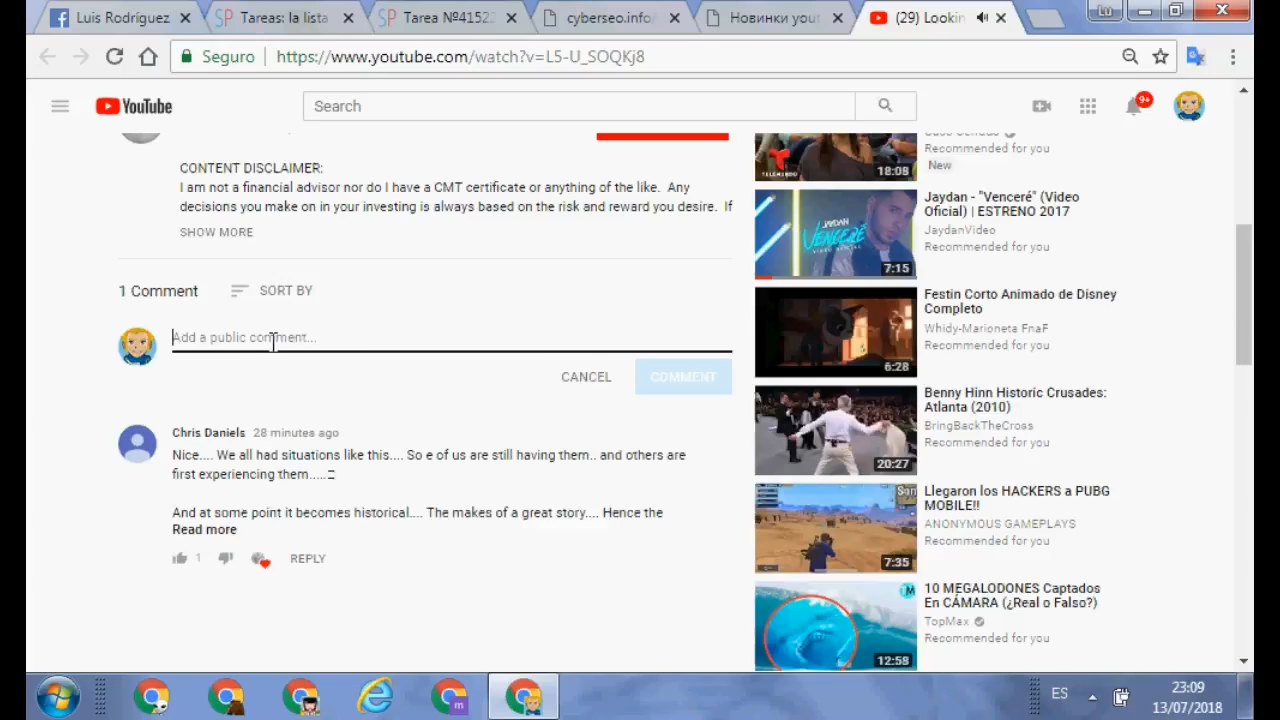 Luis Rodríguez
Tareas: la lista
Tarea №4152
cyberseo.info/
Новинки yout
(29) Lookin
Lu
Seguro
https://www.youtube.com/watch?v=L5-U_SOQKj8
YouTube
Search
9+
CONTENT DISCLAIMER:
I am not a financial advisor nor do I have a CMT certificate or anything of the like. Any
decisions you make on in your investing is always based on the risk and reward you desire. If
SHOW MORE
1 Comment
SORT BY
Add a public comment...
CANCEL
COMMENT
Chris Daniels 28 minutes ago
Nice.... We all had situations like this.... So e of us are still having them.. and others are
first experiencing them.....
And at some point it becomes historical.... The makes of a great story.... Hence the
Read more
1
REPLY
TELEMUNDO
18:08
Recommended for you
New
JAYDAN
VENCERÉ
7:15
Jaydan - "Venceré" (Video
Oficial) | ESTRENO 2017
JaydanVideo
Recommended for you
6:28
Festin Corto Animado de Disney
Completo
Whidy-Marioneta FnaF
Recommended for you
20:27
Benny Hinn Historic Crusades:
Atlanta (2010)
BringBackTheCross
Recommended for you
7:35
Llegaron los HACKERS a PUBG
MOBILE!!
ANONYMOUS GAMEPLAYS
Recommended for you
12:58
10 MEGALODONES Captados
En CÁMARA (¿Real o Falso?)
TopMax
Recommended for you
ES
23:09
13/07/2018